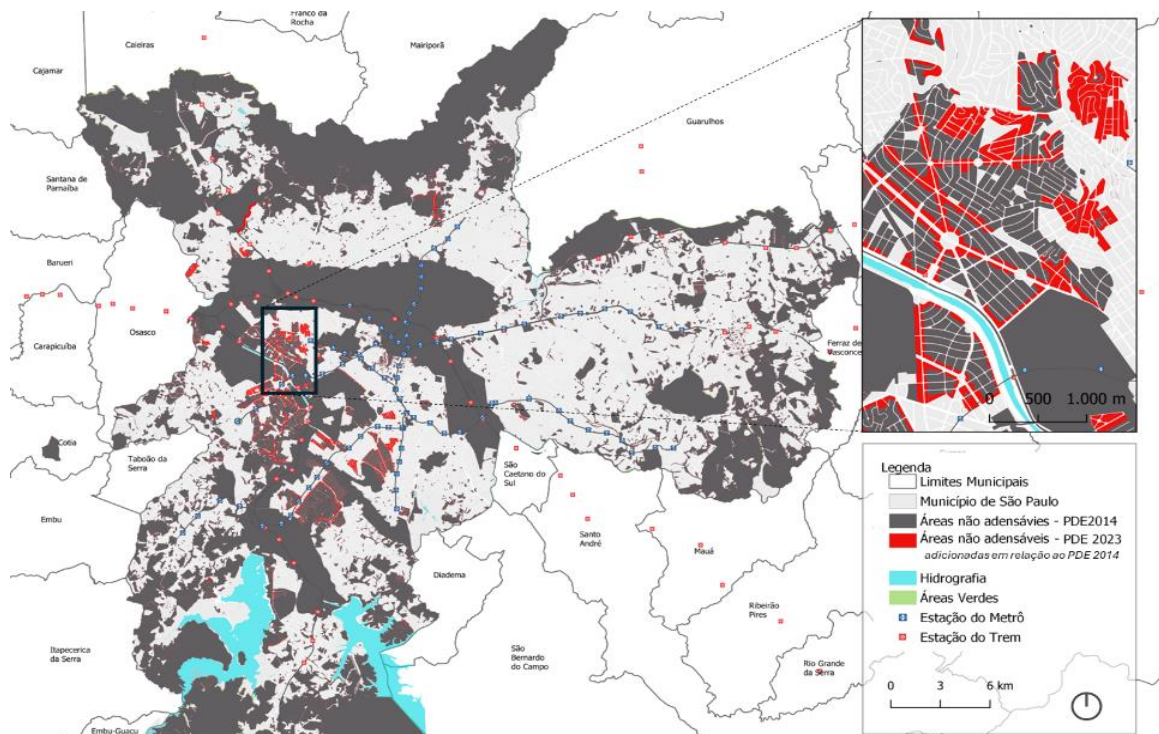 Franco da
Rocha
Caieiras
Mairiporã
Cajamar
Guarulhos
Santana de
Parnaíba
Barueri
Osasco
Carapicuíba
Ferraz de
Vasconce
Cotia
Taboão da
Serra
São
Caetano do
Sul
Embu
Santo
André
Mauá
Diadema
Ribeirão
Pires
Itapecerica
da Serra
São
Bernardo
do Campo
Rio Grande
da Serra
Embu-Guaçu
0 500 1.000 m
Legenda
Limites Municipais
Município de São Paulo
Áreas não adensávies - PDE2014
Áreas não adensáveis - PDE 2023
adicionadas em relação ao PDE 2014
Hidrografia
Áreas Verdes
Estação do Metrô
Estação do Trem
0 3 6 km